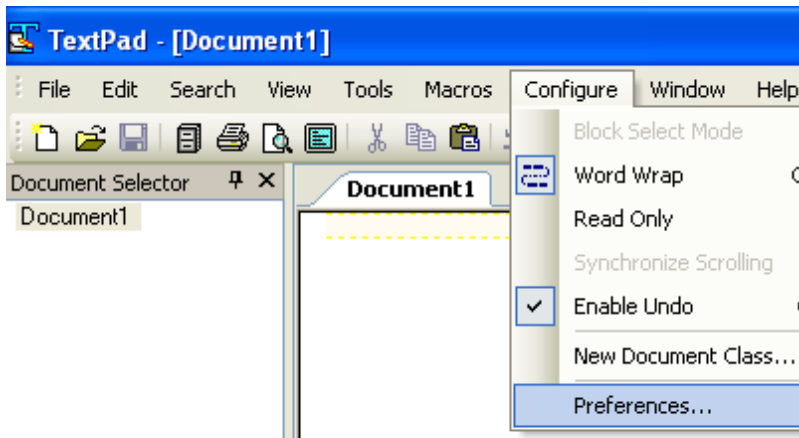 TextPad - [Document1]
File Edit Search View Tools Macros Configure Window Help
Block Select Mode
Document Selector
Document1
Word Wrap
Document1
Read Only
Synchronize Scrolling
Enable Undo
New Document Class...
Preferences...